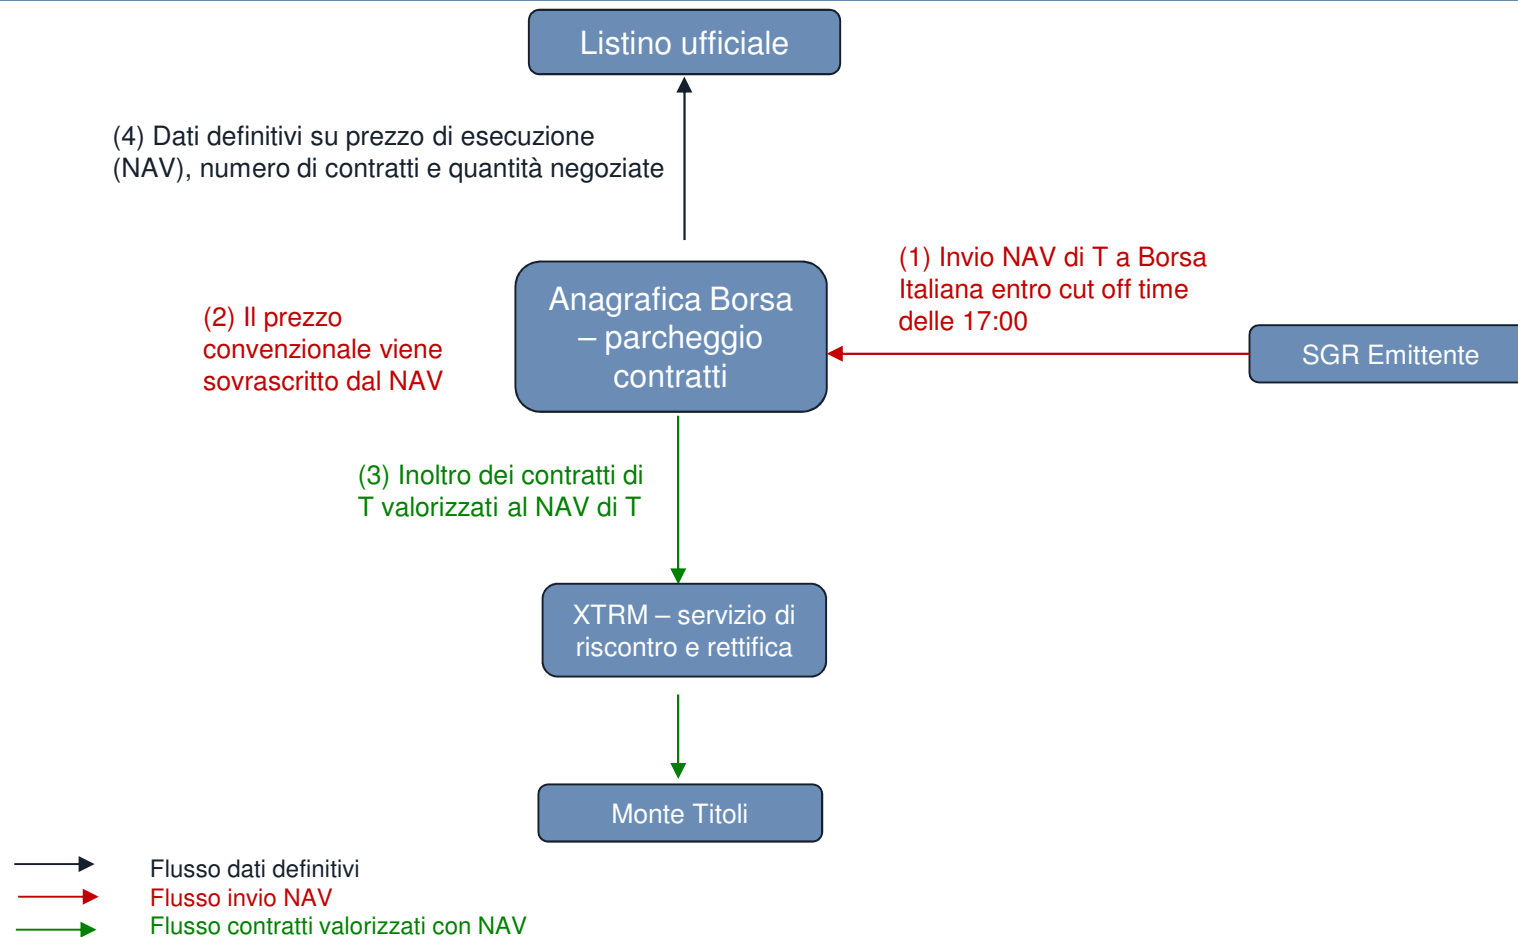 Listino ufficiale
(4) Dati definitivi su prezzo di esecuzione
(NAV), numero di contratti e quantità negoziate
(1) Invio NAV di T a Borsa
Italiana entro cut off time
delle 17:00
Anagrafica Borsa
– parcheggio
contratti
(2) Il prezzo
convenzionale viene
sovrascritto dal NAV
SGR Emittente
(3) Inoltro dei contratti di
T valorizzati al NAV di T
XTRM – servizio di
riscontro e rettifica
Monte Titoli
Flusso dati definitivi
Flusso invio NAV
Flusso contratti valorizzati con NAV